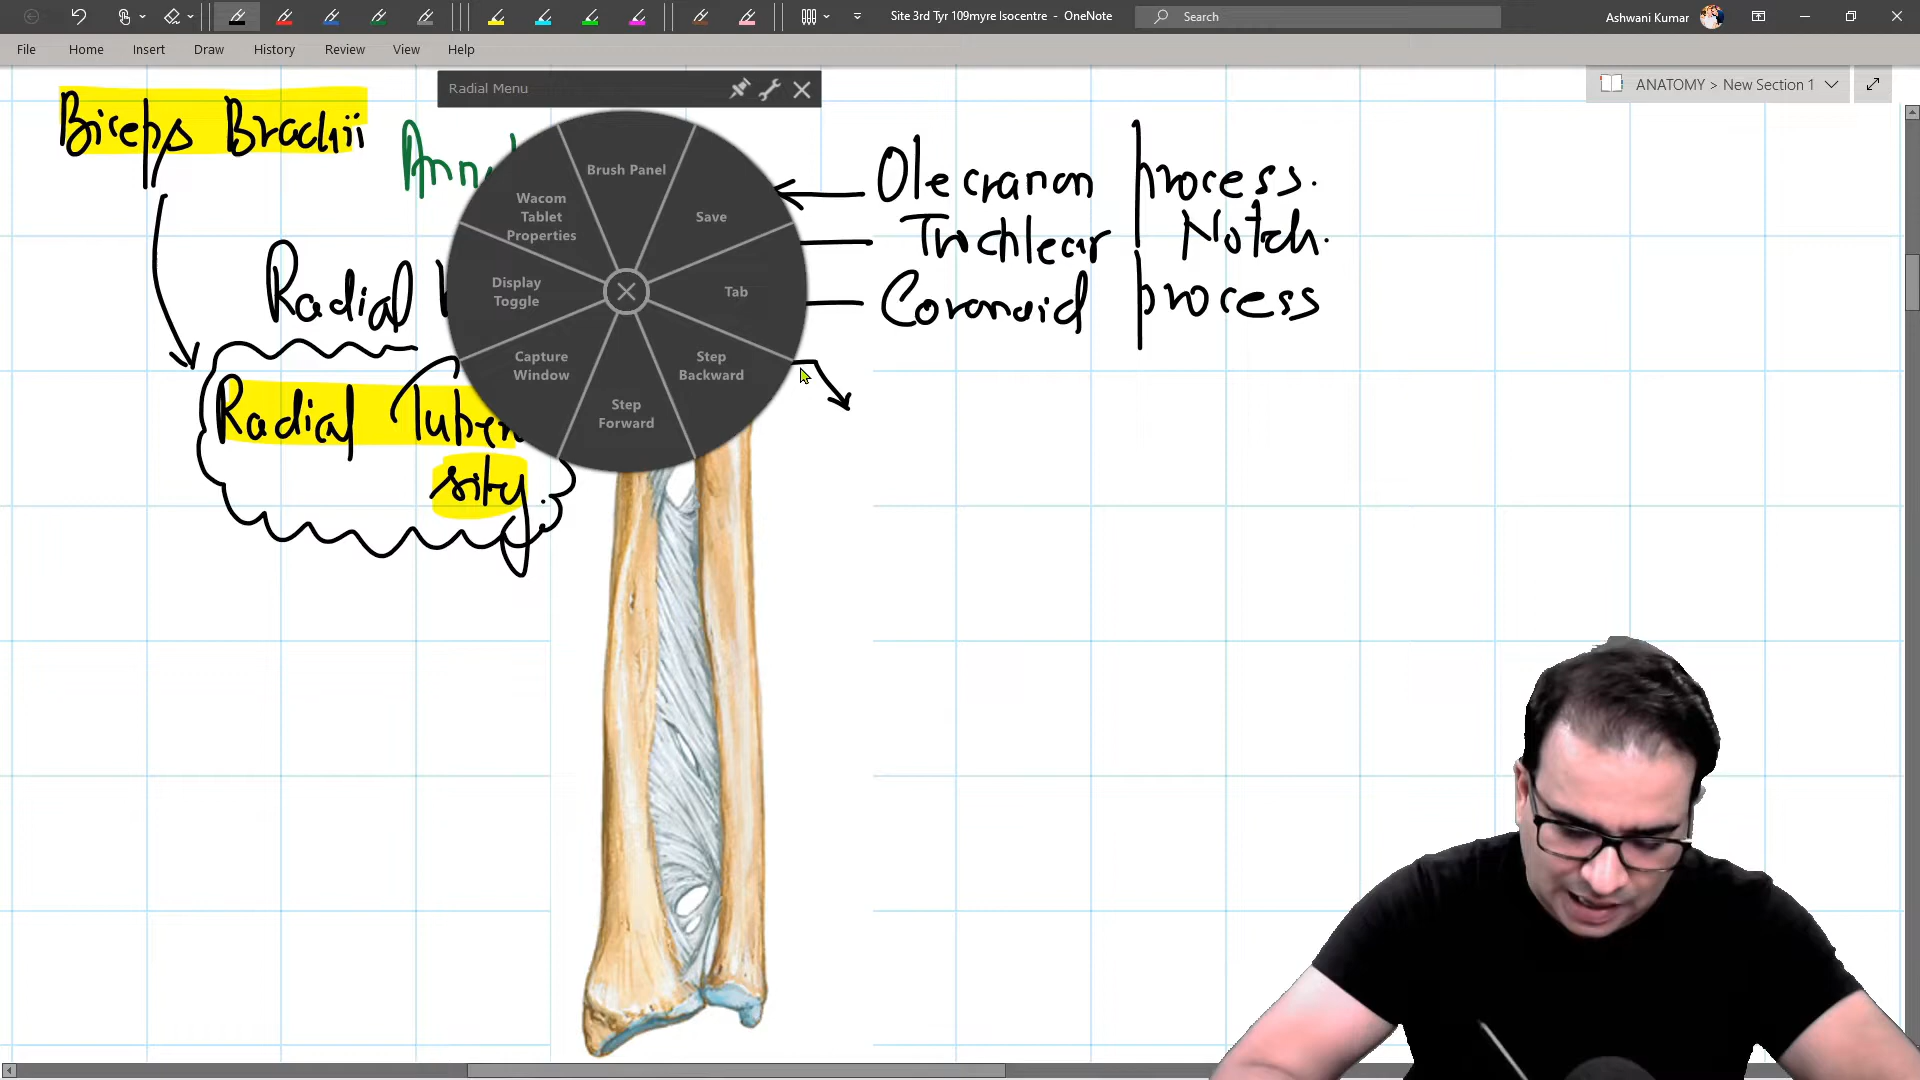 Site 3rd Tyr 109myre Isocentre - OneNote
Search
Ashwani Kumar
File Home Insert Draw History Review View Help
ANATOMY > New Section 1
Radial Menu
Brush Panel
Save
Tab
Step Backward
Step Forward
Capture Window
Display Toggle
Wacom Tablet Properties
Biceps Brachii
Olecranon process.
Trochlear Notch.
Radial
Coronoid process
Radial Tubero
sity.